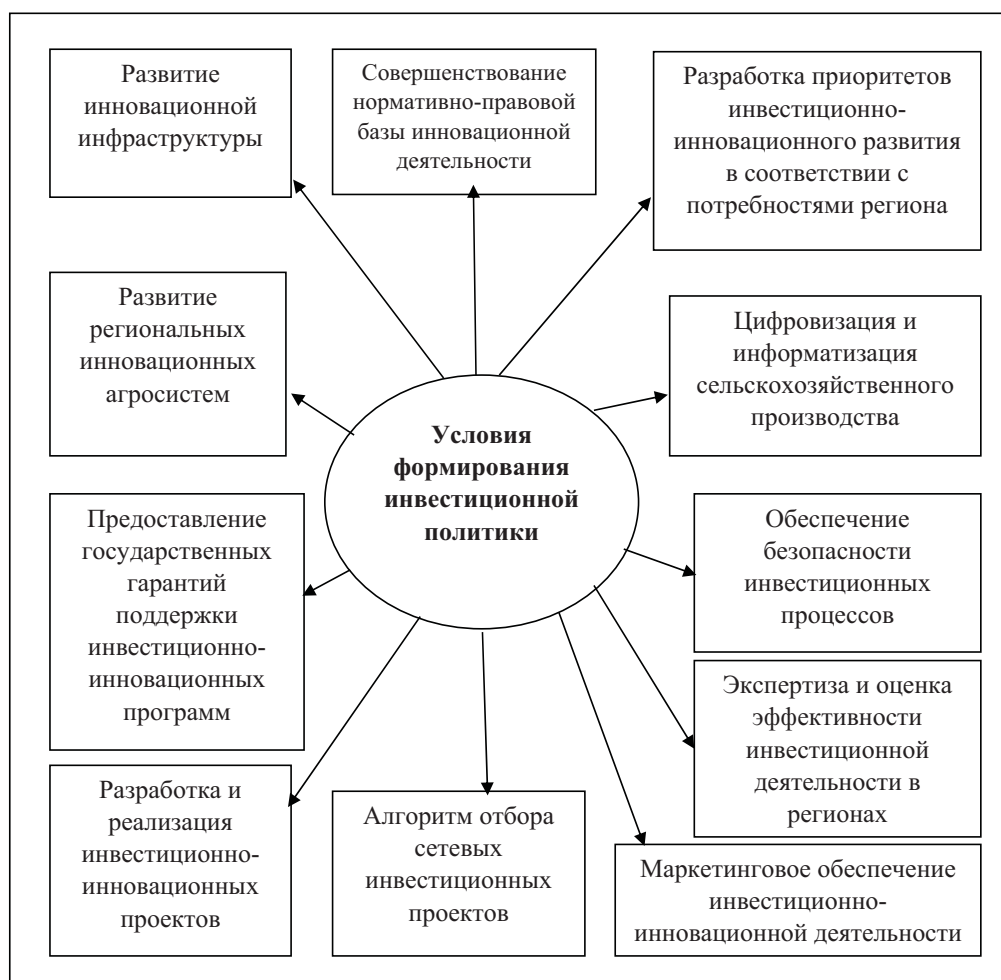 Развитие
инновационной
инфраструктуры
Совершенствование
нормативно-правовой
базы инновационной
деятельности
Разработка приоритетов
инвестиционно-
инновационного развития
в соответствии с
потребностями региона
Развитие
региональных
инновационных
агросистем
Цифровизация и
информатизация
сельскохозяйственного
производства
Условия
формирования
инвестиционной
политики
Предоставление
государственных
гарантий
поддержки
инвестиционно-
инновационных
программ
Обеспечение
безопасности
инвестиционных
процессов
Экспертиза и оценка
эффективности
инвестиционной
деятельности в
регионах
Разработка и
реализация
инвестиционно-
инновационных
проектов
Алгоритм отбора
сетевых
инвестиционных
проектов
Маркетинговое обеспечение
инвестиционно-
инновационной деятельности